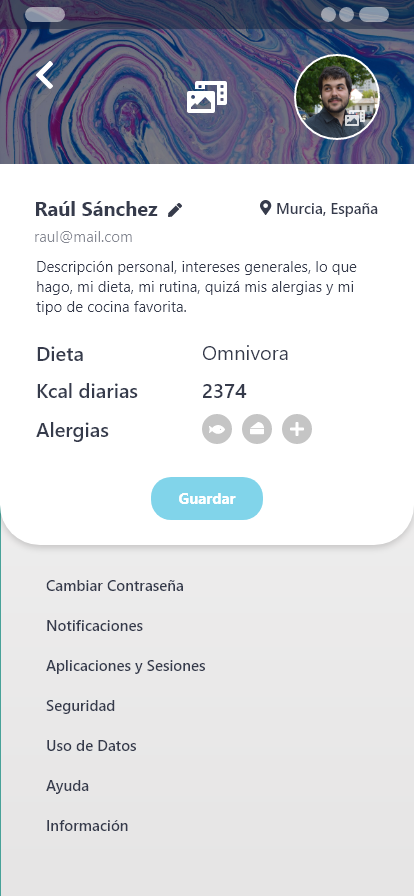 Raúl Sánchez
Murcia, España
raul@mail.com
Descripción personal, intereses generales, lo que
hago, mi dieta, mi rutina, quizá mis alergias y mi
tipo de cocina favorita.
Dieta Omnivora
Kcal diarias 2374
Alergias
Guardar
Cambiar Contraseña
Notificaciones
Aplicaciones y Sesiones
Seguridad
Uso de Datos
Ayuda
Información